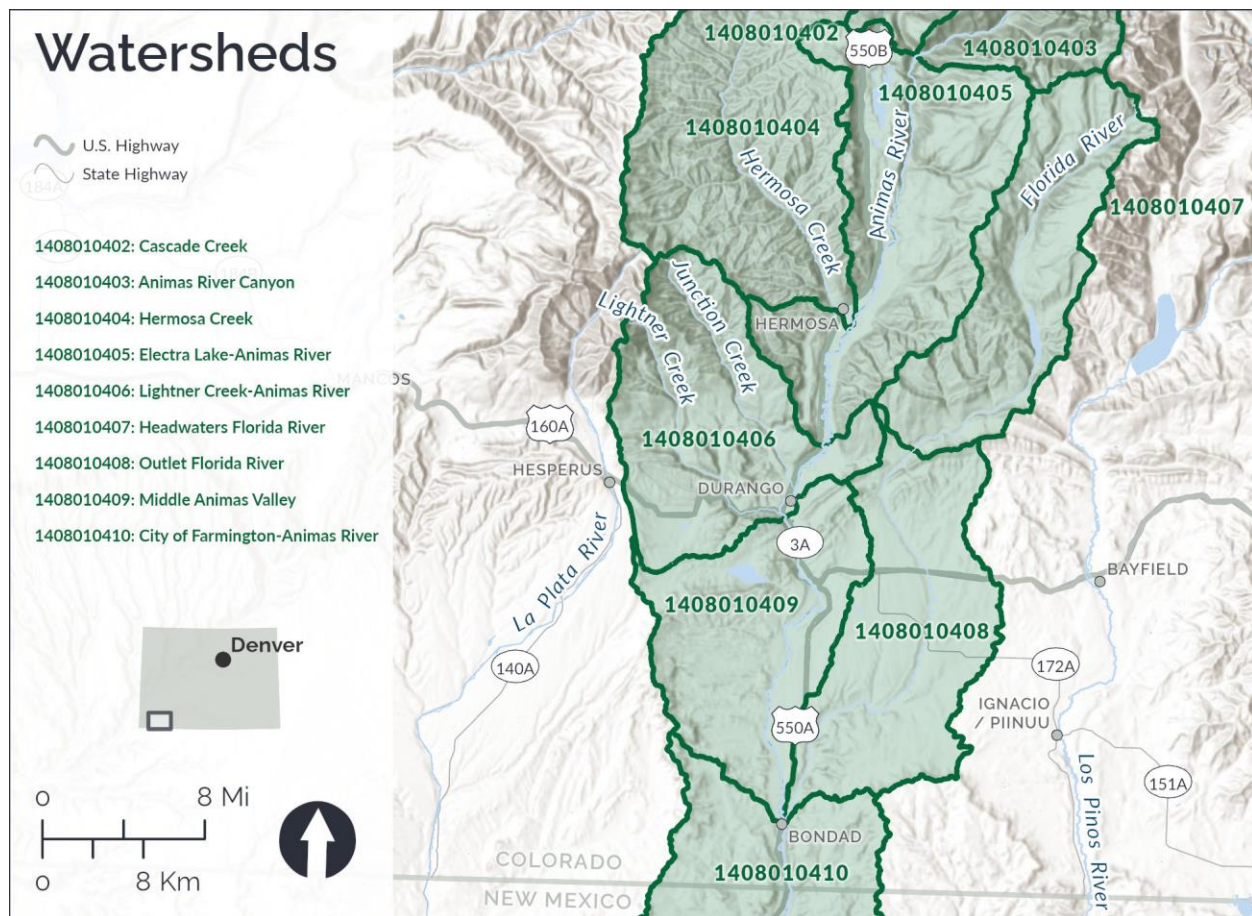 Watersheds
U.S. Highway
State Highway
184A
1408010402: Cascade Creek
1408010403: Animas River Canyon
1408010404: Hermosa Creek
1408010405: Electra Lake-Animas River
1408010406: Lightner Creek-Animas River
1408010407: Headwaters Florida River
1408010408: Outlet Florida River
1408010409: Middle Animas Valley
1408010410: City of Farmington-Animas River
Denver
0 8 Mi
0 8 Km
1408010402
550B
1408010403
1408010405
1408010404
Hermosa Creek
Animas River
Florida River
1408010407
Junction Creek
Lightner Creek
HERMOSA
MANCOS
160A
1408010406
HESPERUS
DURANGO
3A
BAYFIELD
La Plata River
1408010409
1408010408
140A
172A
IGNACIO
/ PIINUU
550A
Los Pinos River
151A
BONDAD
COLORADO
NEW MEXICO
1408010410